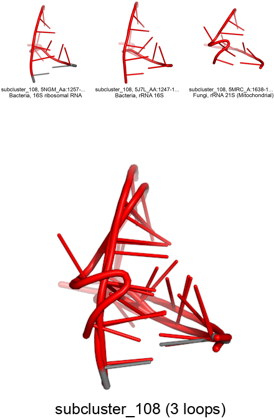 subcluster_108, 5NGM_Aa:1257-...
Bacteria, 16S ribosomal RNA
subcluster_108, 5J7L_AA:1247-1...
Bacteria, rRNA 16S
subcluster_108, 5MRC_A:1638-1...
Fungi, rRNA 21S (Mitochondrial)
subcluster_108 (3 loops)